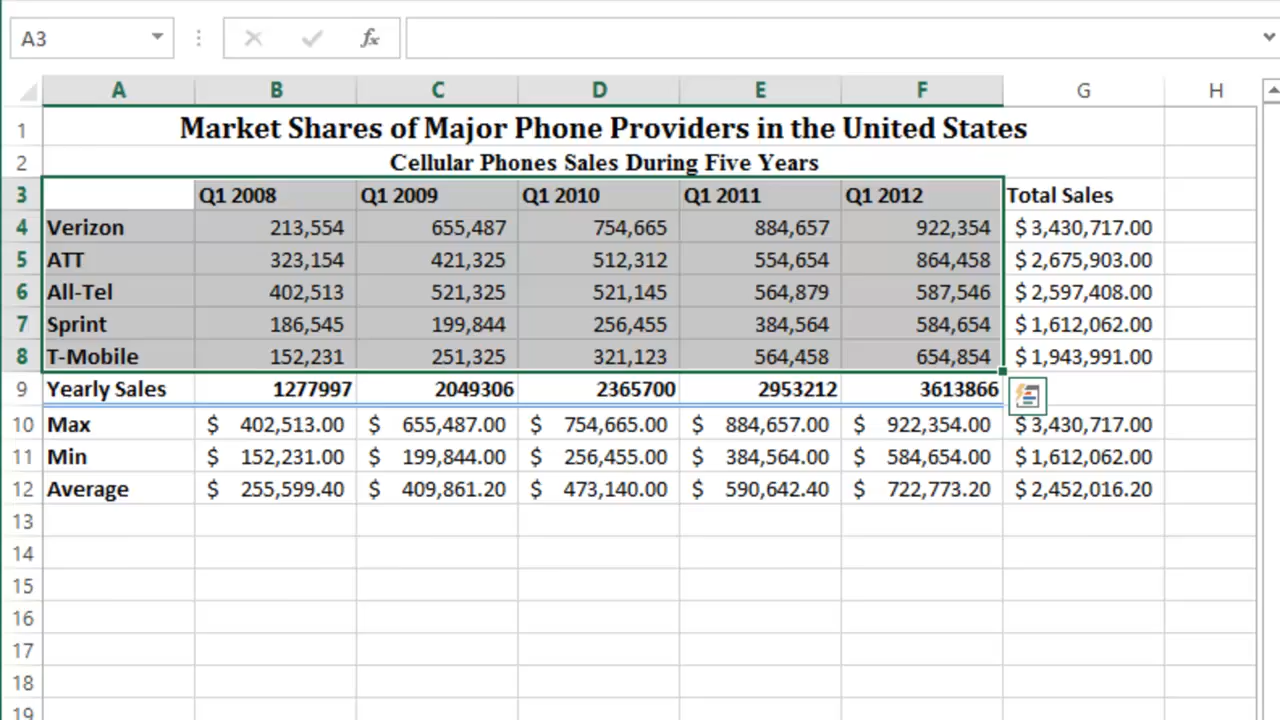 A3 fx
A B C D E F G H
1 Market Shares of Major Phone Providers in the United States
2 Cellular Phones Sales During Five Years
3 Q1 2008 Q1 2009 Q1 2010 Q1 2011 Q1 2012 Total Sales
4 Verizon 213,554 655,487 754,665 884,657 922,354 $ 3,430,717.00
5 ATT 323,154 421,325 512,312 554,654 864,458 $ 2,675,903.00
6 All-Tel 402,513 521,325 521,145 564,879 587,546 $ 2,597,408.00
7 Sprint 186,545 199,844 256,455 384,564 584,654 $ 1,612,062.00
8 T-Mobile 152,231 251,325 321,123 564,458 654,854 $ 1,943,991.00
9 Yearly Sales 1277997 2049306 2365700 2953212 3613866
10 Max $ 402,513.00 $ 655,487.00 $ 754,665.00 $ 884,657.00 $ 922,354.00 $ 3,430,717.00
11 Min $ 152,231.00 $ 199,844.00 $ 256,455.00 $ 384,564.00 $ 584,654.00 $ 1,612,062.00
12 Average $ 255,599.40 $ 409,861.20 $ 473,140.00 $ 590,642.40 $ 722,773.20 $ 2,452,016.20
13
14
15
16
17
18
19